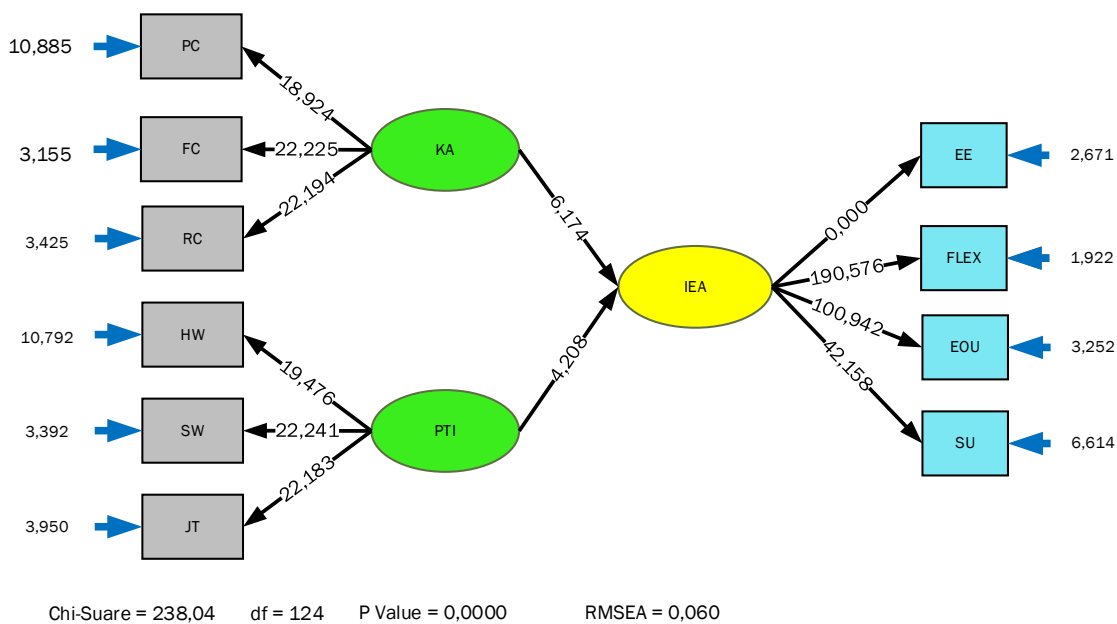 10,885
PC
18,924
3,155
FC
22,225
KA
3,425
RC
22,194
6,174
10,792
HW
19,476
3,392
SW
22,241
PTI
3,950
JT
22,183
4,208
IEA
0,000
EE
2,671
190,576
FLEX
1,922
100,942
EOU
3,252
42,158
SU
6,614
Chi-Suare = 238,04 df = 124 P Value = 0,0000 RMSEA = 0,060